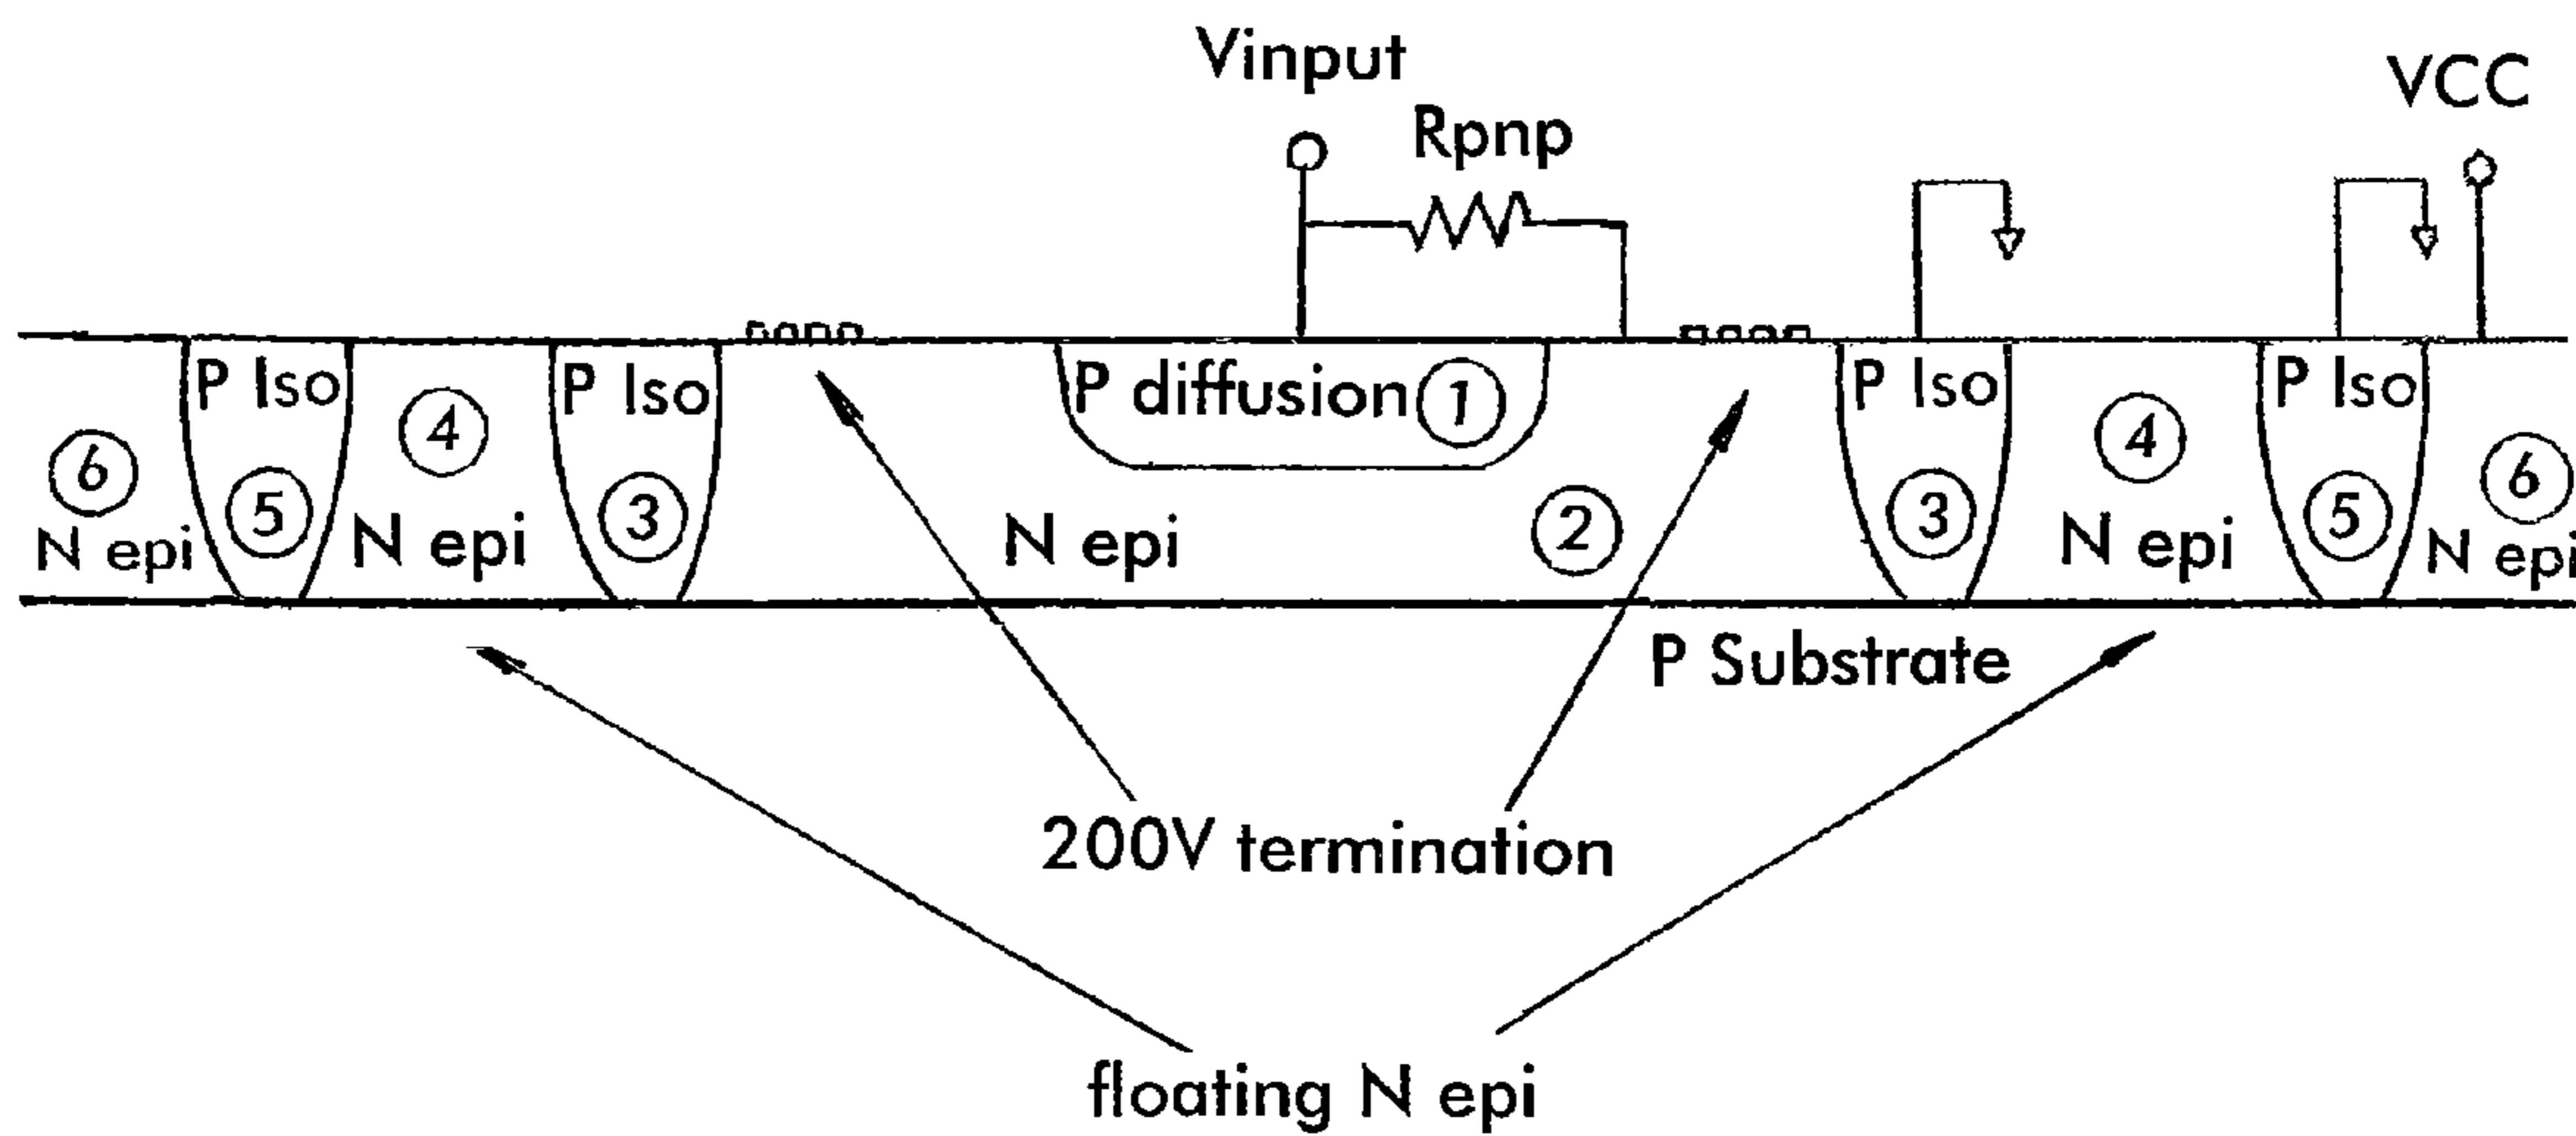 Vinput
VCC
Rpnp
P Iso
P Iso
P diffusion 1
P Iso
P Iso
4
4
6
5
3
2
3
5
6
N epi
N epi
N epi
N epi
N epi
P Substrate
200V termination
floating N epi